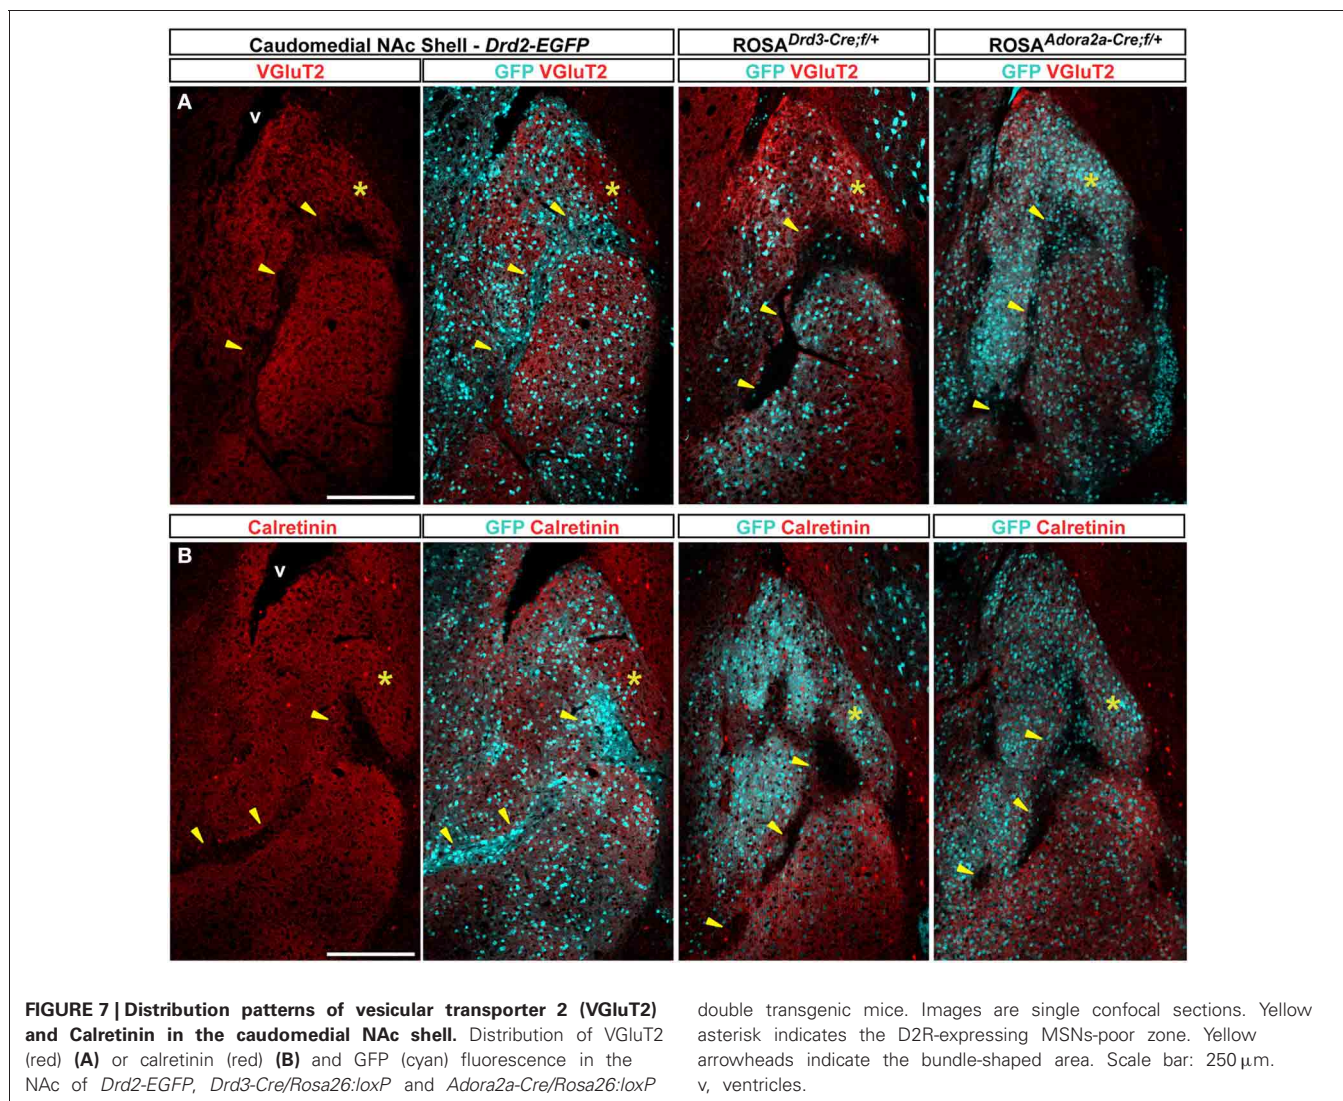 Caudomedial NAc Shell - Drd2-EGFP
ROSA Drd3-Cre;f/+
ROSA Adora2a-Cre;f/+
VGluT2
GFP VGluT2
GFP VGluT2
GFP VGluT2
A
v
*
*
*
*
Calretinin
GFP Calretinin
GFP Calretinin
GFP Calretinin
B
v
*
*
*
*
FIGURE 7 | Distribution patterns of vesicular transporter 2 (VGluT2)
and Calretinin in the caudomedial NAc shell. Distribution of VGluT2
(red) (A) or calretinin (red) (B) and GFP (cyan) fluorescence in the
NAc of Drd2-EGFP, Drd3-Cre/Rosa26:loxP and Adora2a-Cre/Rosa26:loxP
double transgenic mice. Images are single confocal sections. Yellow
asterisk indicates the D2R-expressing MSNs-poor zone. Yellow
arrowheads indicate the bundle-shaped area. Scale bar: 250 μm.
v, ventricles.